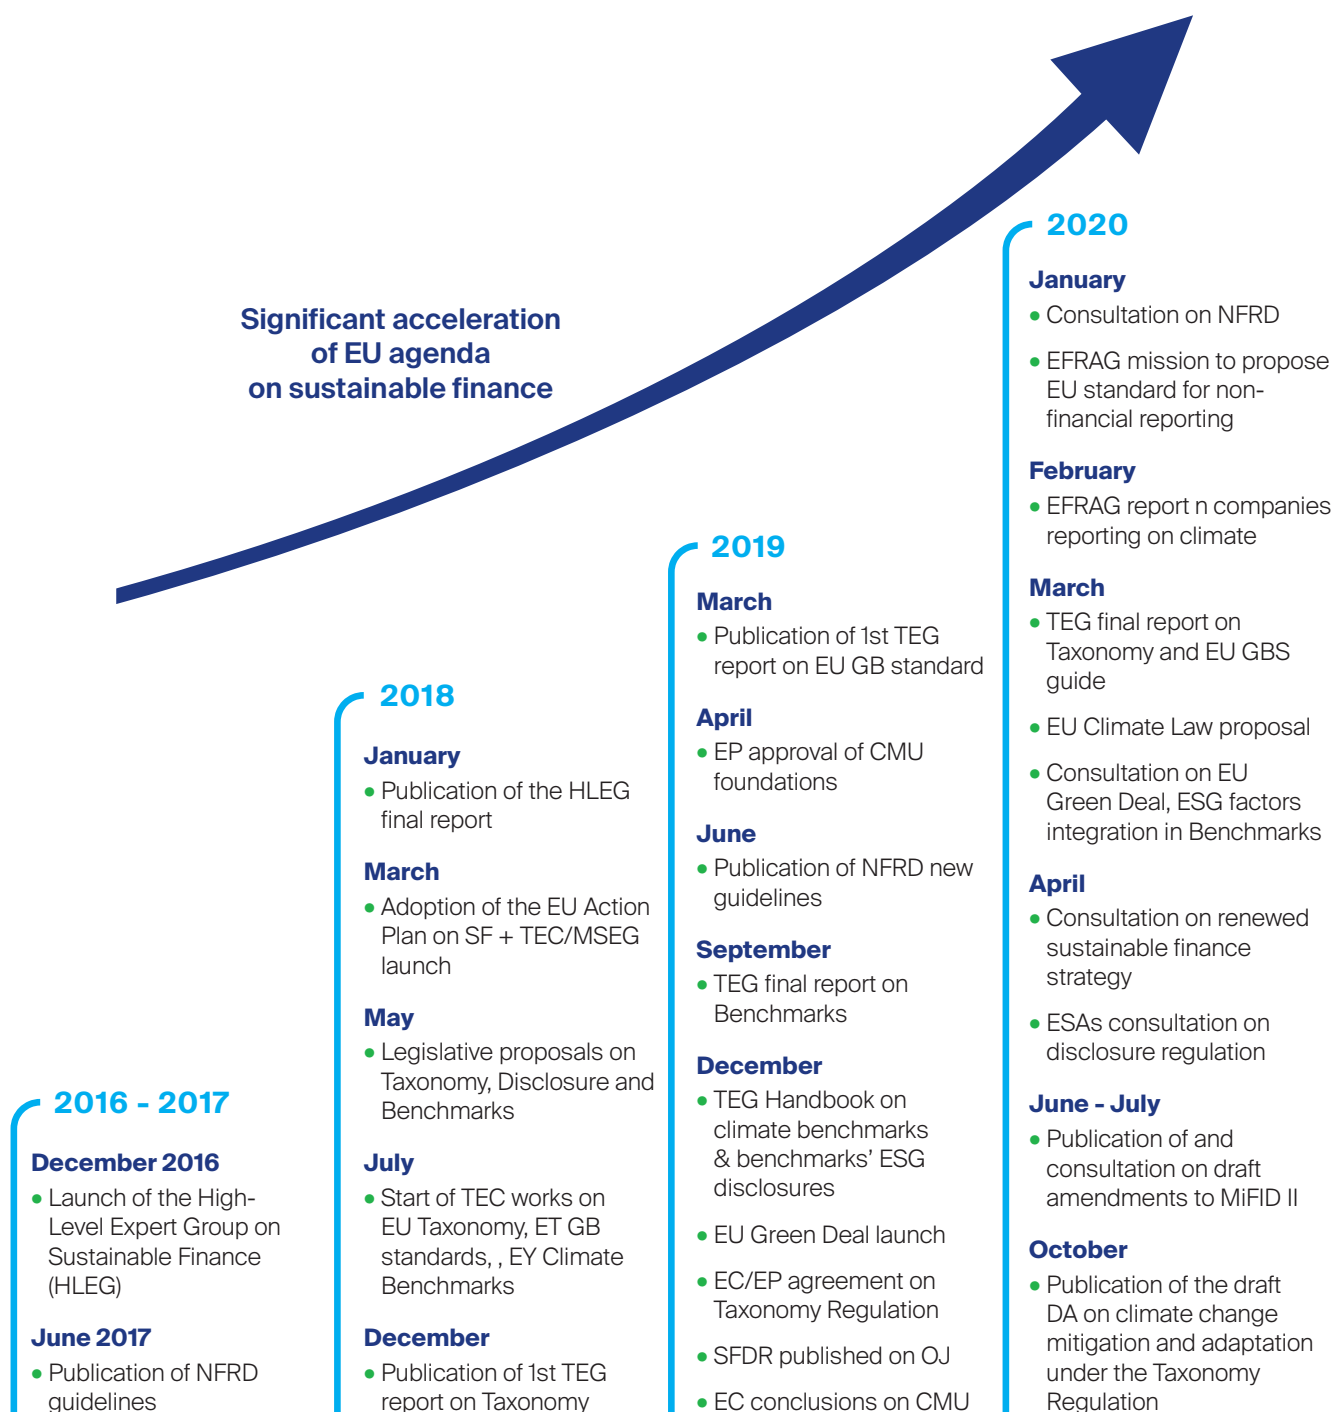 Significant acceleration
of EU agenda
on sustainable finance
2016 - 2017
December 2016
• Launch of the High-
Level Expert Group on
Sustainable Finance
(HLEG)
June 2017
• Publication of NFRD
guidelines
2018
January
• Publication of the HLEG
final report
March
• Adoption of the EU Action
Plan on SF + TEC/MSEG
launch
May
• Legislative proposals on
Taxonomy, Disclosure and
Benchmarks
July
• Start of TEC works on
EU Taxonomy, ET GB
standards, , EY Climate
Benchmarks
December
• Publication of 1st TEG
report on Taxonomy
2019
March
• Publication of 1st TEG
report on EU GB standard
April
• EP approval of CMU
foundations
June
• Publication of NFRD new
guidelines
September
• TEG final report on
Benchmarks
December
• TEG Handbook on
climate benchmarks
& benchmarks’ ESG
disclosures
• EU Green Deal launch
• EC/EP agreement on
Taxonomy Regulation
• SFDR published on OJ
• EC conclusions on CMU
2020
January
• Consultation on NFRD
• EFRAG mission to propose
EU standard for non-
financial reporting
February
• EFRAG report n companies
reporting on climate
March
• TEG final report on
Taxonomy and EU GBS
guide
• EU Climate Law proposal
• Consultation on EU
Green Deal, ESG factors
integration in Benchmarks
April
• Consultation on renewed
sustainable finance
strategy
• ESAs consultation on
disclosure regulation
June - July
• Publication of and
consultation on draft
amendments to MiFID II
October
• Publication of the draft
DA on climate change
mitigation and adaptation
under the Taxonomy
Regulation